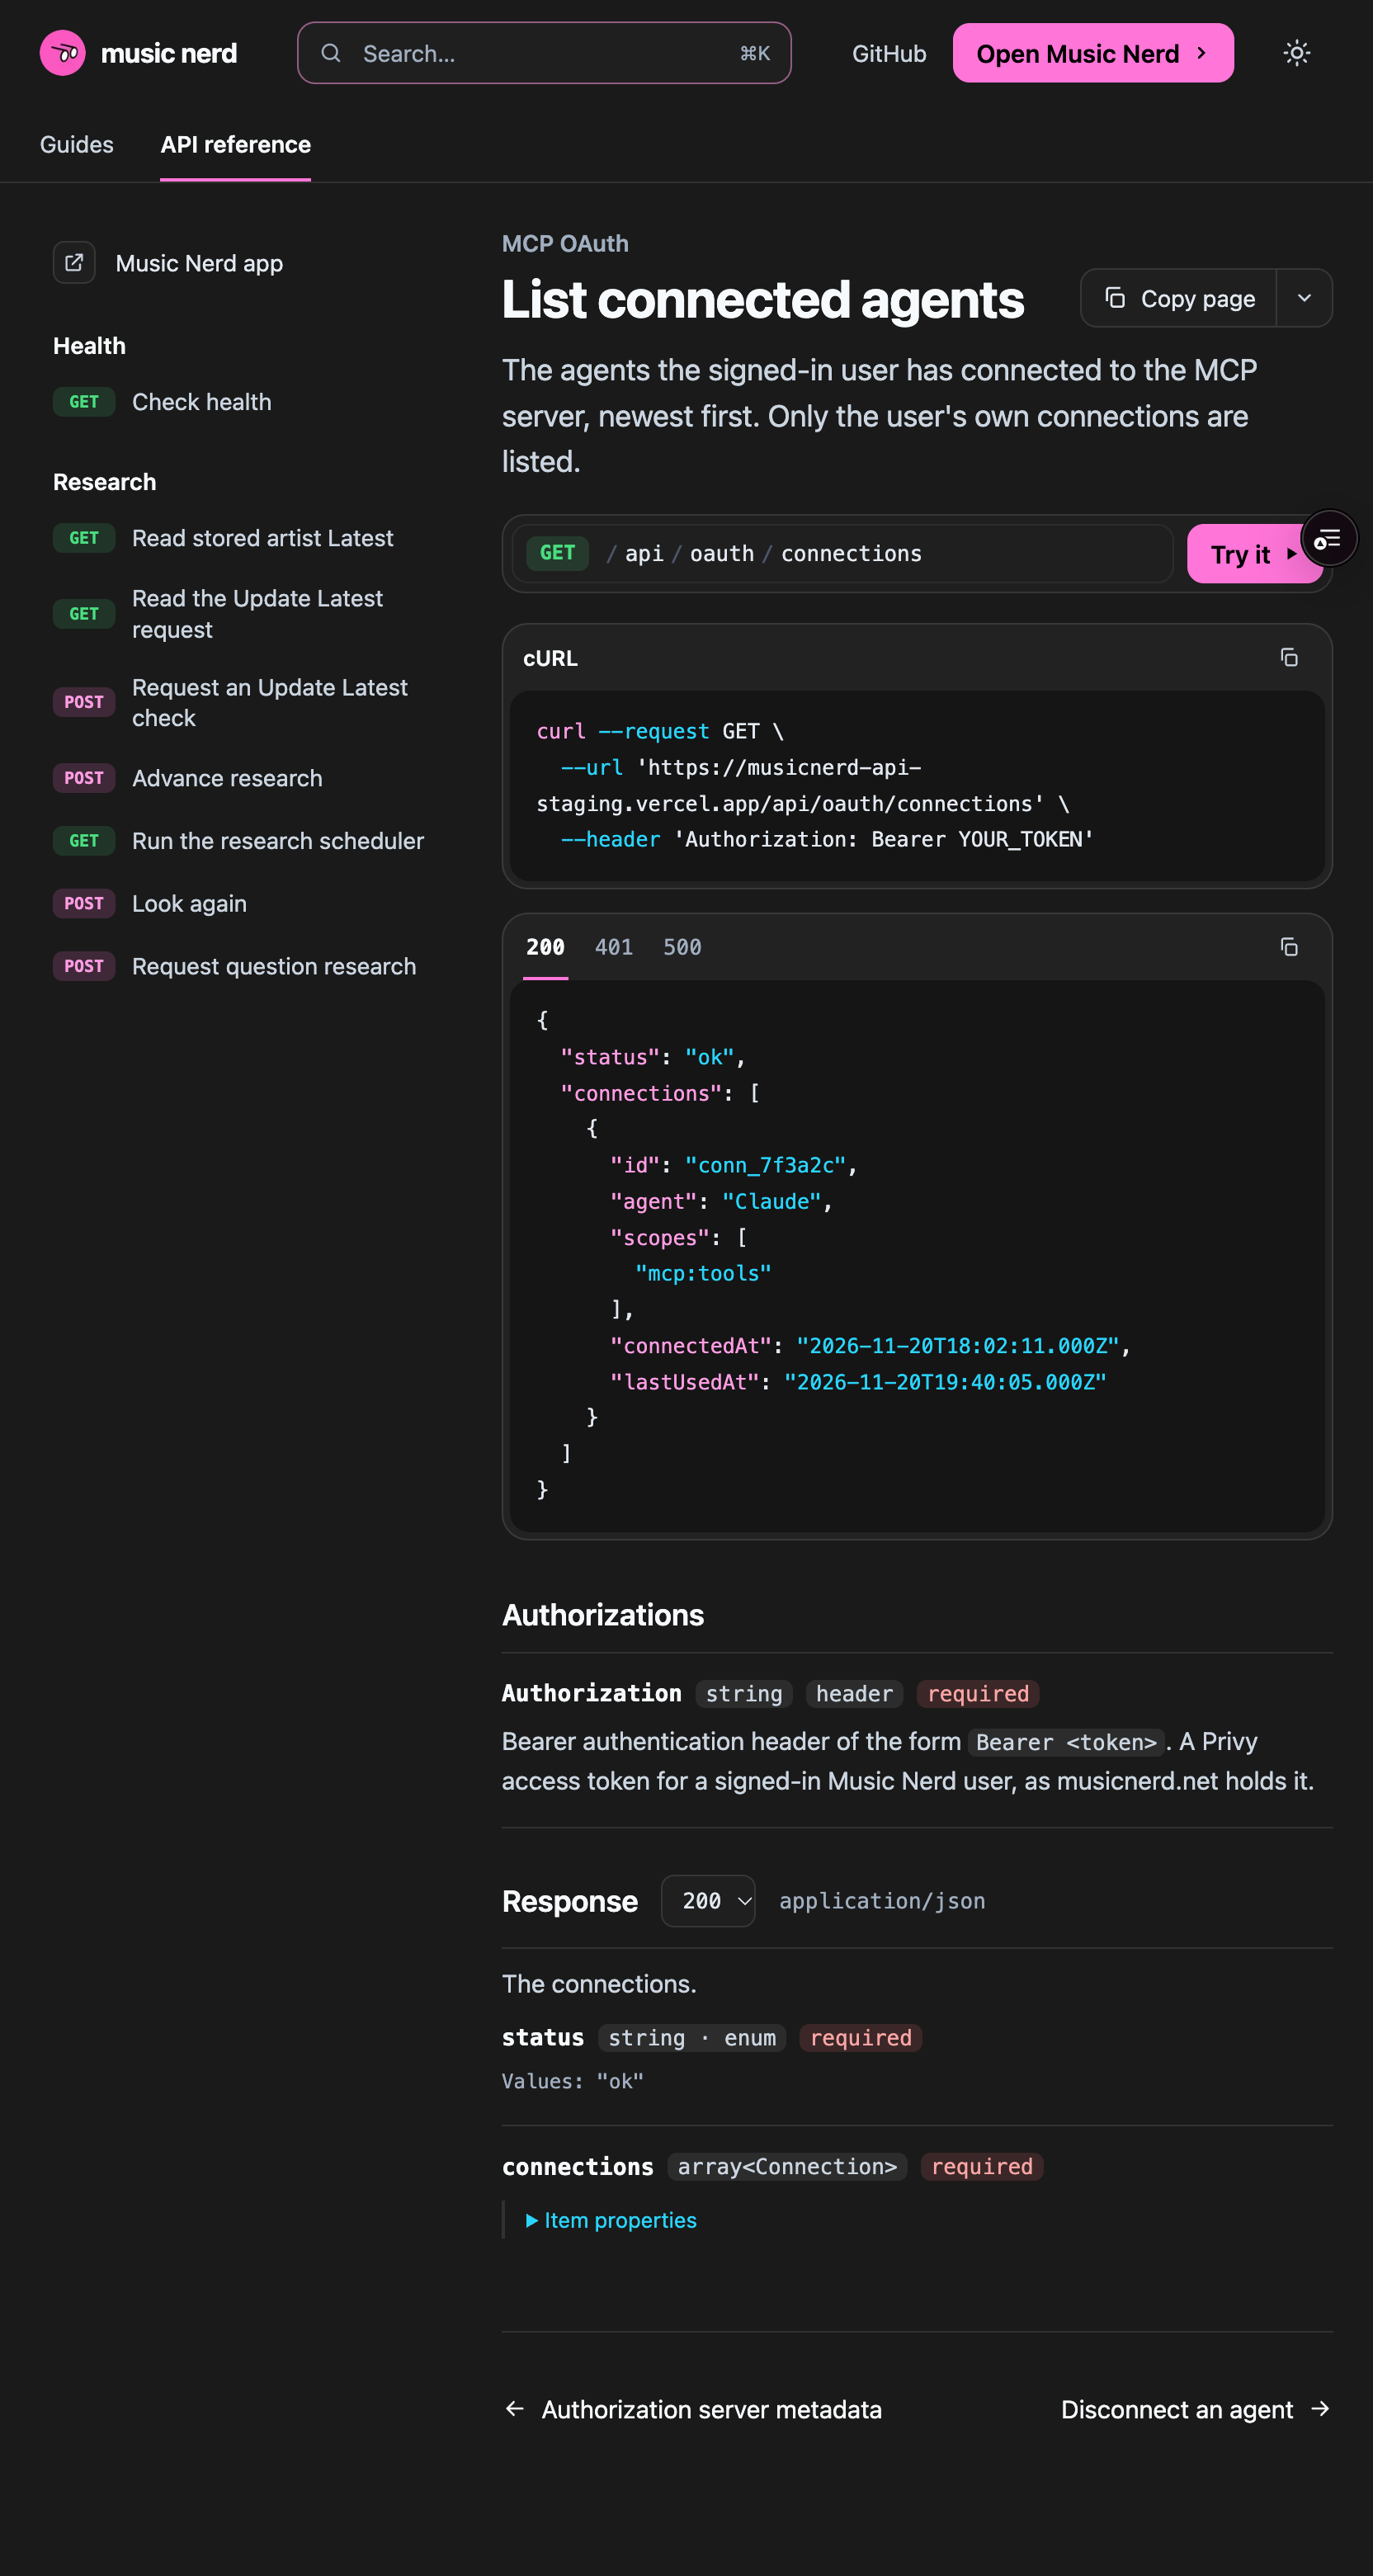 music nerd
Search...
⌘K
GitHub
Open Music Nerd
Guides
API reference
Music Nerd app
Health
GET Check health
Research
GET Read stored artist Latest
GET Read the Update Latest
request
POST Request an Update Latest
check
POST Advance research
GET Run the research scheduler
POST Look again
POST Request question research
MCP OAuth
List connected agents
Copy page
The agents the signed-in user has connected to the MCP
server, newest first. Only the user's own connections are
listed.
GET / api / oauth / connections
Try it
cURL
curl --request GET \
--url 'https://musicnerd-api-
staging.vercel.app/api/oauth/connections' \
--header 'Authorization: Bearer YOUR_TOKEN'
200 401 500
{
"status": "ok",
"connections": [
{
"id": "conn_7f3a2c",
"agent": "Claude",
"scopes": [
"mcp:tools"
],
"connectedAt": "2026-11-20T18:02:11.000Z",
"lastUsedAt": "2026-11-20T19:40:05.000Z"
}
]
}
Authorizations
Authorization string header required
Bearer authentication header of the form Bearer <token>. A Privy
access token for a signed-in Music Nerd user, as musicnerd.net holds it.
Response 200 application/json
The connections.
status string · enum required
Values: "ok"
connections array<Connection> required
Item properties
← Authorization server metadata
Disconnect an agent →